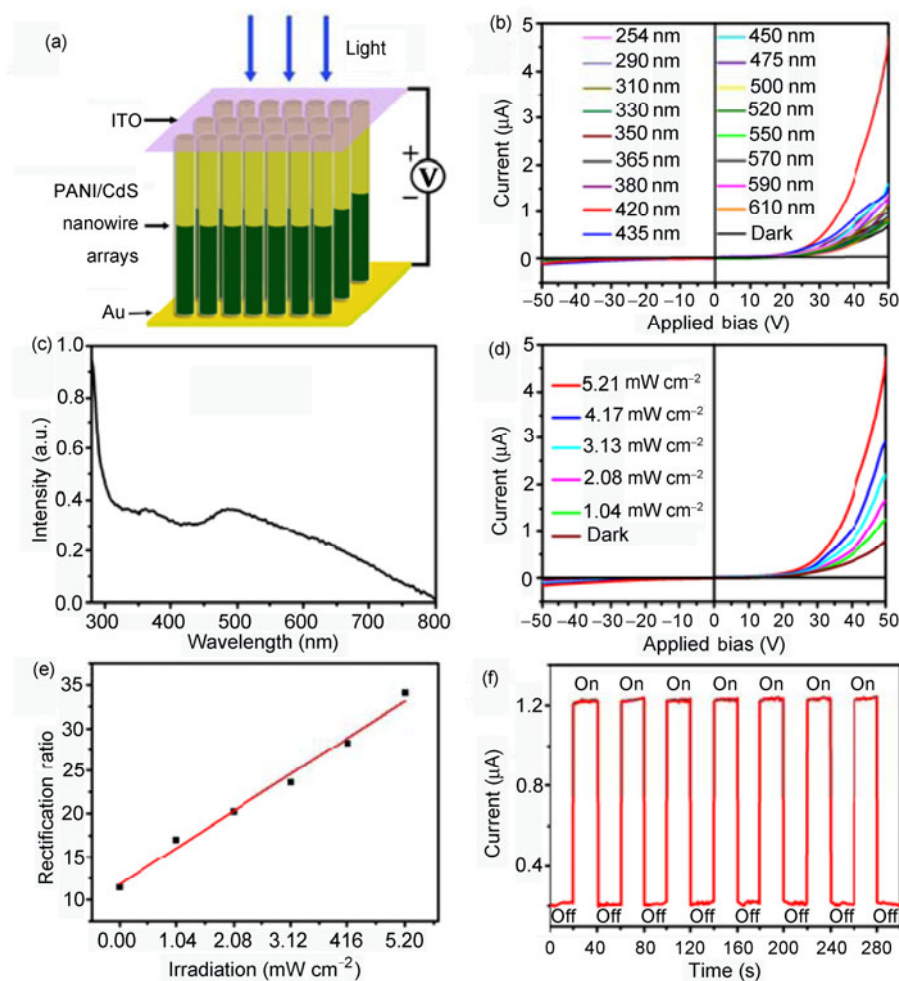 (a)
Light
ITO
PANI/CdS
nanowire
arrays
Au
+
V
−
(b)
Current (μA)
5
4
3
2
1
0
254 nm
290 nm
310 nm
330 nm
350 nm
365 nm
380 nm
420 nm
435 nm
450 nm
475 nm
500 nm
520 nm
550 nm
570 nm
590 nm
610 nm
Dark
−50 −40 −30 −20 −10 0 10 20 30 40 50
Applied bias (V)
(c)
Intensity (a.u.)
1.0
0.8
0.6
0.4
0.2
0.0
300 400 500 600 700 800
Wavelength (nm)
(d)
Current (μA)
5
4
3
2
1
0
5.21 mW cm⁻²
4.17 mW cm⁻²
3.13 mW cm⁻²
2.08 mW cm⁻²
1.04 mW cm⁻²
Dark
−50 −40 −30 −20 −10 0 10 20 30 40 50
Applied bias (V)
(e)
Rectification ratio
35
30
25
20
15
10
0.00 1.04 2.08 3.12 416 5.20
Irradiation (mW cm⁻²)
(f)
Current (μA)
1.2
0.8
0.4
On On On On On On On
Off Off Off Off Off Off Off Off
0 40 80 120 160 200 240 280
Time (s)